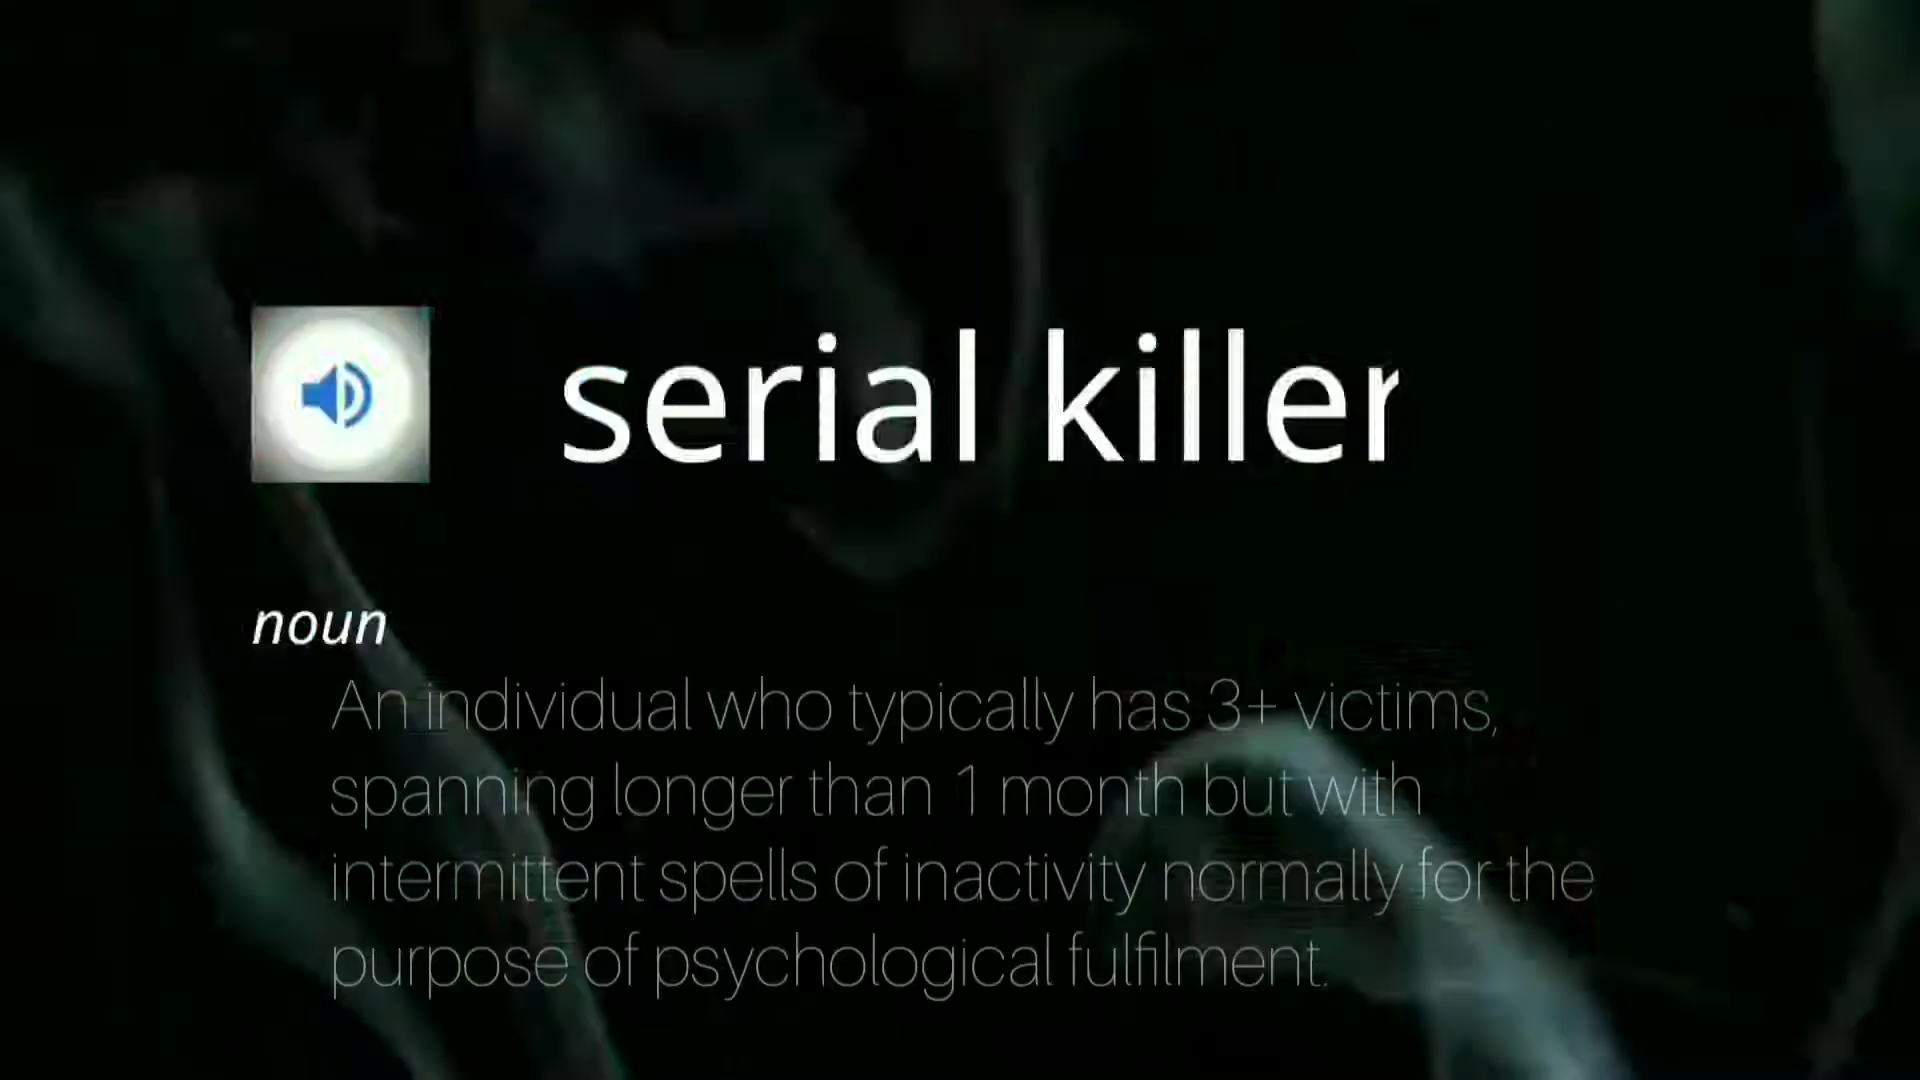 serial killer
noun
An individual who typically has 3+ victims,
spanning longer than 1 month but with
intermittent spells of inactivity normally for the
purpose of psychological fulfilment.